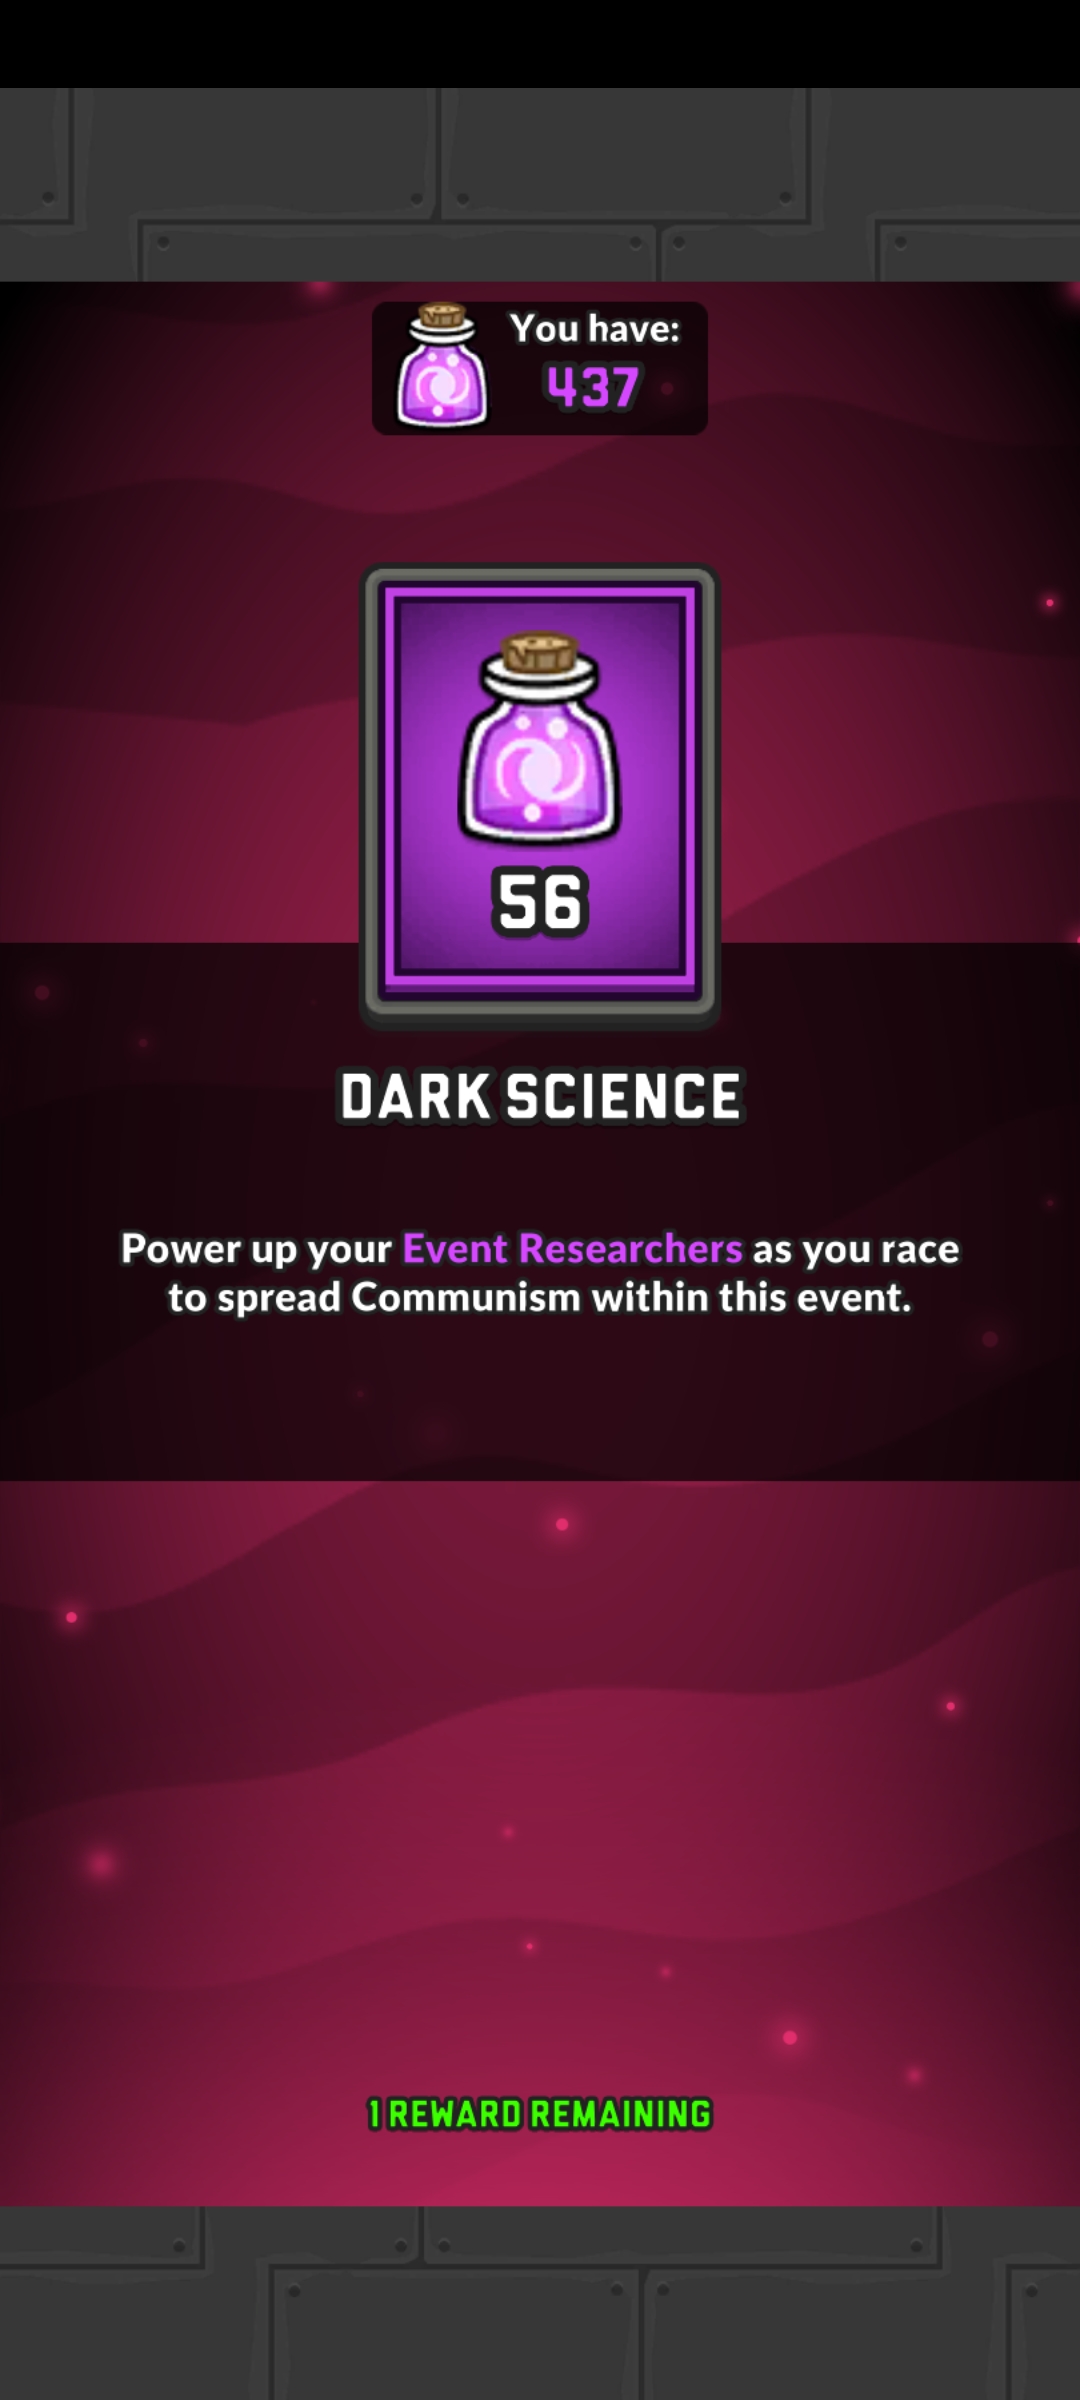 You have:
437
56
DARK SCIENCE
Power up your Event Researchers as you race
to spread Communism within this event.
1 REWARD REMAINING